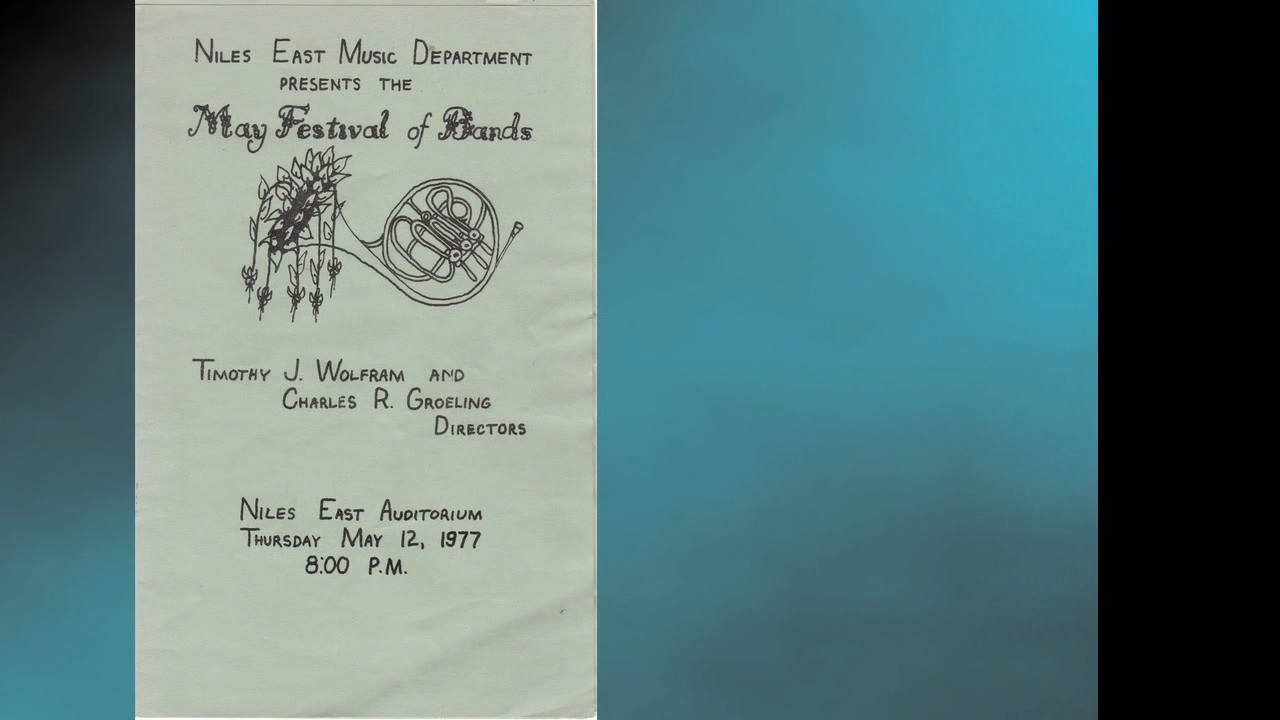 Niles East Music Department
presents the
May Festival of Bands
Timothy J. Wolfram and
Charles R. Groeling
Directors
Niles East Auditorium
Thursday May 12, 1977
8:00 P.M.